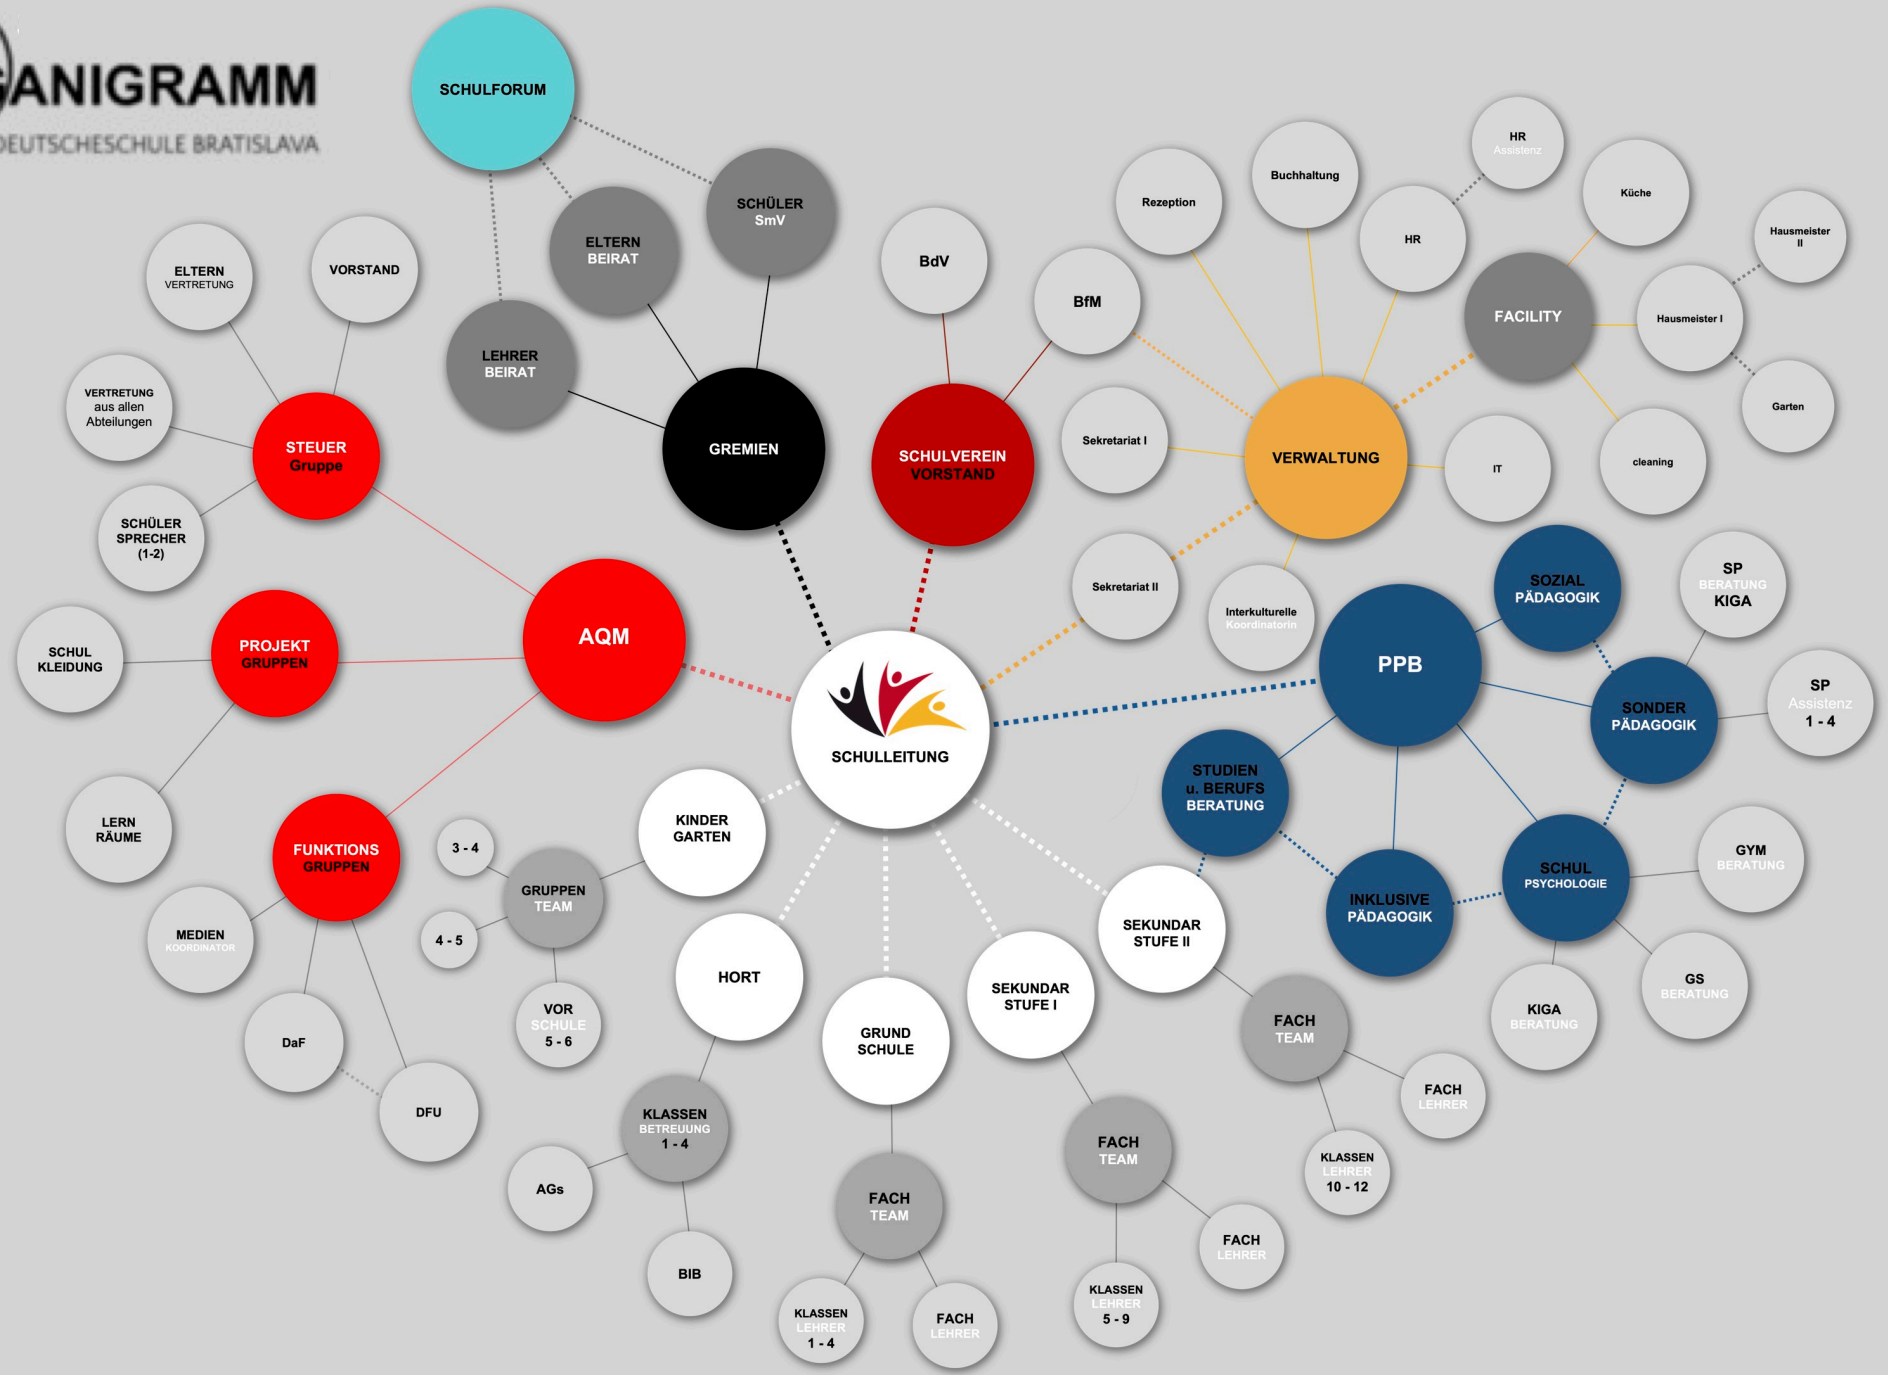 ANIGRAMM
DEUTSCHESCHULE BRATISLAVA
SCHULFORUM
SCHÜLER
SmV
ELTERN
BEIRAT
LEHRER
BEIRAT
GREMIEN
BdV
BfM
SCHULVEREIN
VORSTAND
Rezeption
Buchhaltung
HR
Assistenz
HR
Küche
Hausmeister
II
FACILITY
Hausmeister I
Garten
cleaning
Sekretariat I
VERWALTUNG
IT
Sekretariat II
Interkulturelle
Koordinatorin
ELTERN
VERTRETUNG
VORSTAND
VERTRETUNG
aus allen
Abteilungen
STEUER
Gruppe
SCHÜLER
SPRECHER
(1-2)
AQM
SCHUL
KLEIDUNG
PROJEKT
GRUPPEN
LERN
RÄUME
FUNKTIONS
GRUPPEN
MEDIEN
KOORDINATOR
DaF
DFU
SCHULLEITUNG
PPB
SOZIAL
PÄDAGOGIK
SP
BERATUNG
KIGA
SONDER
PÄDAGOGIK
SP
Assistenz
1 - 4
STUDIEN
u. BERUFS
BERATUNG
INKLUSIVE
PÄDAGOGIK
SCHUL
PSYCHOLOGIE
GYM
BERATUNG
GS
BERATUNG
KIGA
BERATUNG
KINDER
GARTEN
3 - 4
GRUPPEN
TEAM
4 - 5
VOR
SCHULE
5 - 6
HORT
KLASSEN
BETREUUNG
1 - 4
AGs
BIB
GRUND
SCHULE
FACH
TEAM
KLASSEN
LEHRER
1 - 4
FACH
LEHRER
SEKUNDAR
STUFE I
FACH
TEAM
KLASSEN
LEHRER
5 - 9
FACH
LEHRER
SEKUNDAR
STUFE II
FACH
TEAM
FACH
LEHRER
KLASSEN
LEHRER
10 - 12